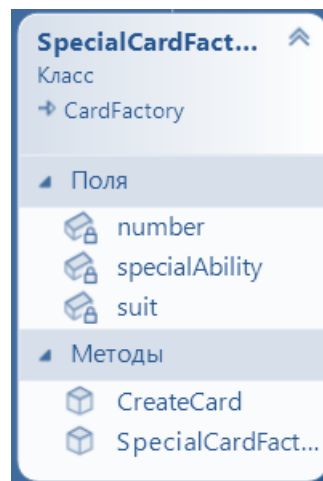 SpecialCardFact...
Класс
CardFactory
Поля
number
specialAbility
suit
Методы
CreateCard
SpecialCardFact...